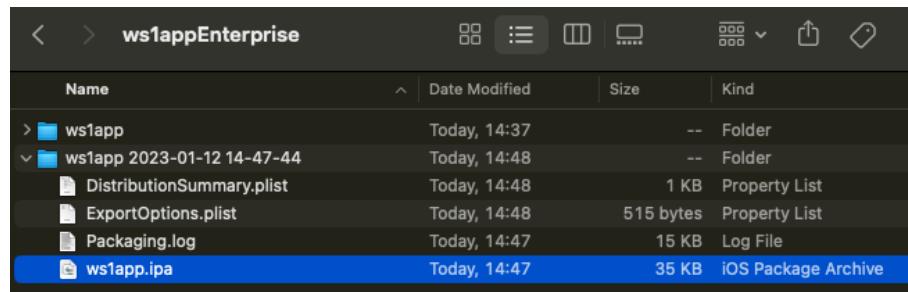 ws1appEnterprise
Name Date Modified Size Kind
ws1app Today, 14:37 -- Folder
ws1app 2023-01-12 14-47-44 Today, 14:48 -- Folder
DistributionSummary.plist Today, 14:48 1 KB Property List
ExportOptions.plist Today, 14:48 515 bytes Property List
Packaging.log Today, 14:47 15 KB Log File
ws1app.ipa Today, 14:47 35 KB iOS Package Archive